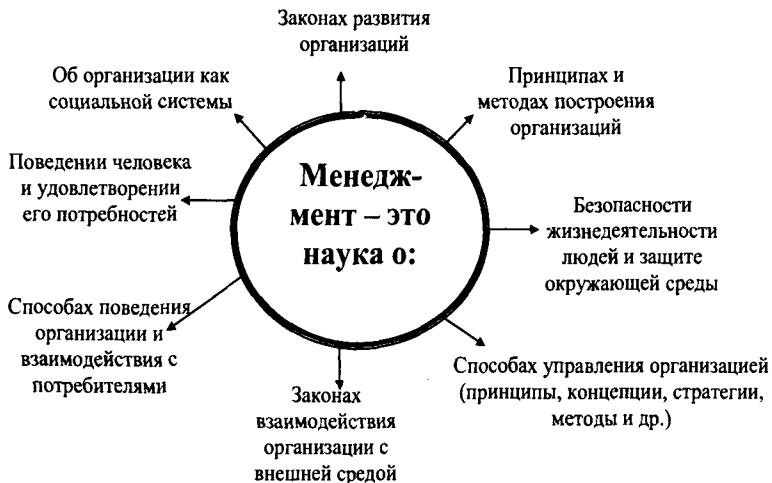 Законах развития
организаций
Об организации как
социальной системы
Принципах и
методах построения
организаций
Поведении человека
и удовлетворении
его потребностей
Менедж-
мент – это
наука о:
Безопасности
жизнедеятельности
людей и защите
окружающей среды
Способах поведения
организации и
взаимодействия с
потребителями
Способах управления организацией
(принципы, концепции, стратегии,
методы и др.)
Законах
взаимодействия
организации с
внешней средой